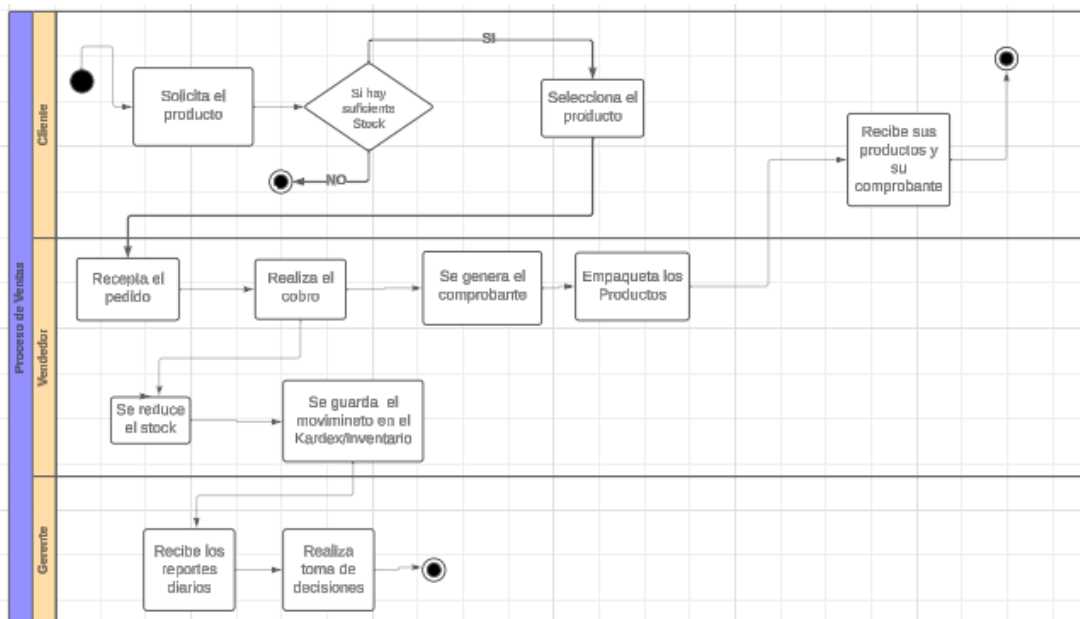 Proceso de Ventas
Cliente
Solicita el
producto
Si hay
suficiente
Stock
SI
NO
Selecciona el
producto
Recibe sus
productos y
su
comprobante
Vendedor
Recepta el
pedido
Realiza el
cobro
Se genera el
comprobante
Empaqueta los
Productos
Se reduce
el stock
Se guarda el
movimineto en el
Kardex/Inventario
Gerente
Recibe los
reportes
diarios
Realiza
toma de
decisiones